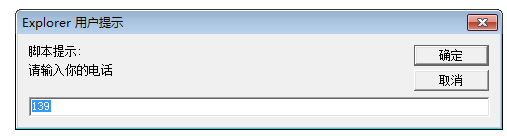 Explorer 用户提示
脚本提示:
请输入你的电话
确定
取消
139